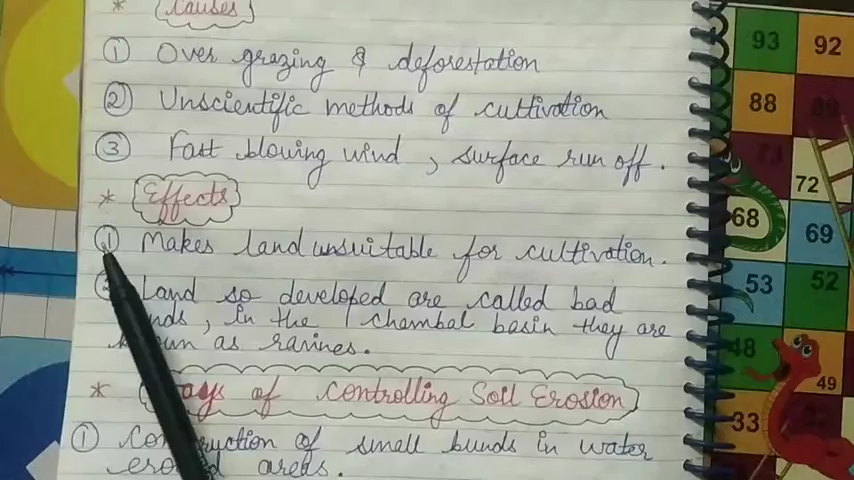 * Causes
① Over grazing & deforestation
② Unscientific methods of cultivation
③ Fast blowing wind, surface run off.
* Effects
① Makes land unsuitable for cultivation.
Land so developed are called bad
, in the chambal basin they are
as ravines.
* of controlling Soil Erosion
① of small bunds in water
areas.
93 92
88 89
73 72
68 69
53 52
48 49
33